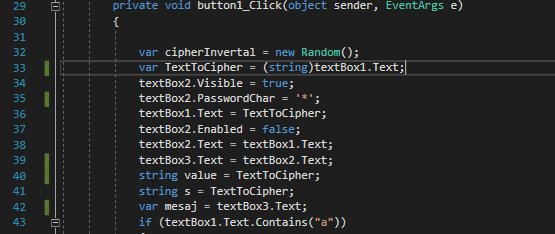 29 private void button1_Click(object sender, EventArgs e)
30 {
31
32 var cipherInvertal = new Random();
33 var TextToCipher = (string)textBox1.Text;
34 textBox2.Visible = true;
35 textBox2.PasswordChar = '*';
36 textBox1.Text = TextToCipher;
37 textBox2.Enabled = false;
38 textBox2.Text = textBox1.Text;
39 textBox3.Text = textBox2.Text;
40 string value = TextToCipher;
41 string s = TextToCipher;
42 var mesaj = textBox3.Text;
43 if (textBox1.Text.Contains("a"))